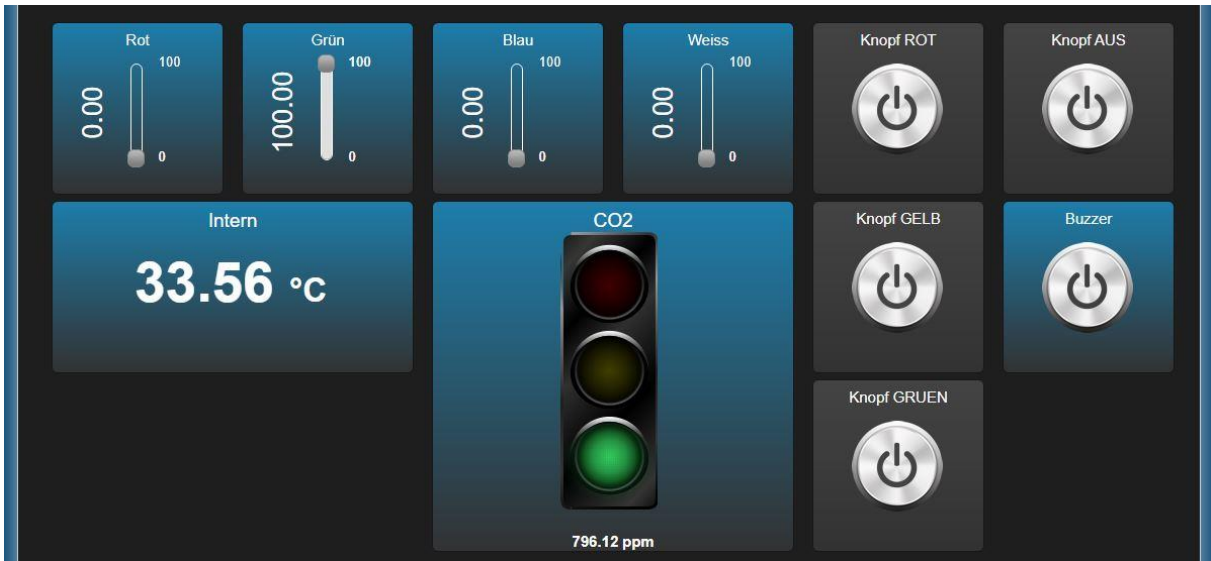 Rot
100
0.00
0
Grün
100
100.00
0
Blau
100
0.00
0
Weiss
100
0.00
0
Knopf ROT
Knopf AUS
Intern
33.56 °C
CO2
796.12 ppm
Knopf GELB
Buzzer
Knopf GRUEN